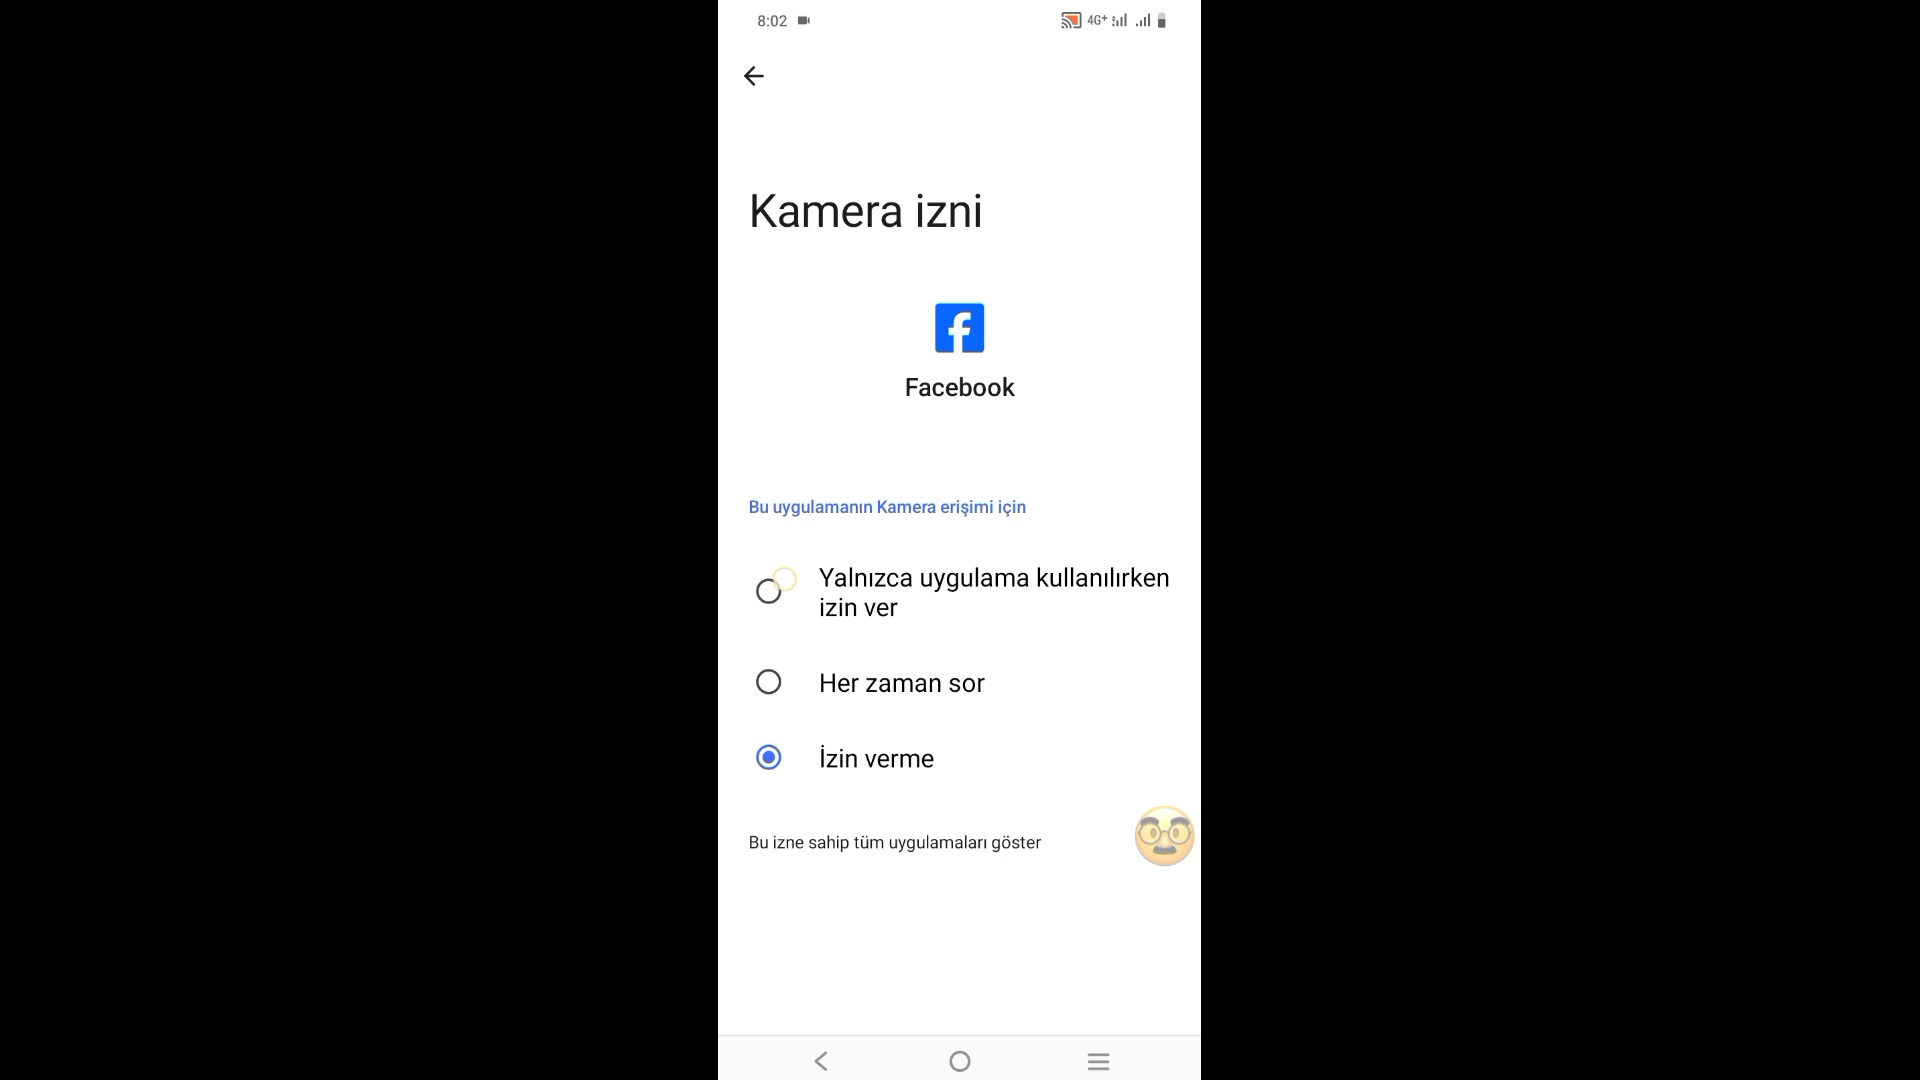 8:02
4G+
Kamera izni
Facebook
Bu uygulamanın Kamera erişimi için
Yalnızca uygulama kullanılırken
izin ver
Her zaman sor
İzin verme
Bu izne sahip tüm uygulamaları göster